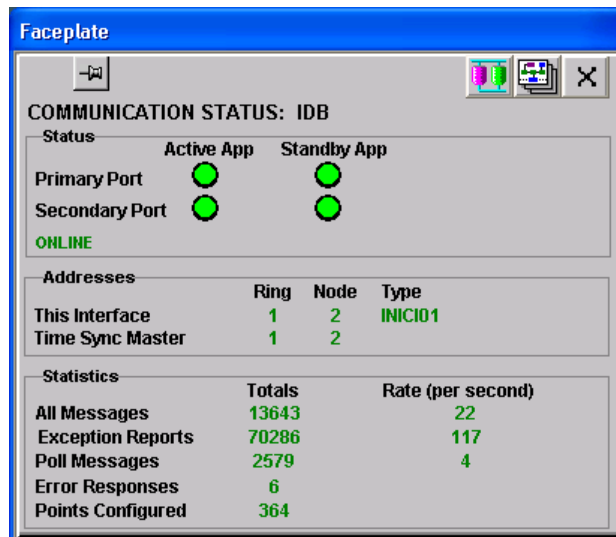 Faceplate
COMMUNICATION STATUS: IDB
Status
Active App Standby App
Primary Port
Secondary Port
ONLINE
Addresses
Ring Node Type
This Interface 1 2 INICI01
Time Sync Master 1 2
Statistics
Totals Rate (per second)
All Messages 13643 22
Exception Reports 70286 117
Poll Messages 2579 4
Error Responses 6
Points Configured 364